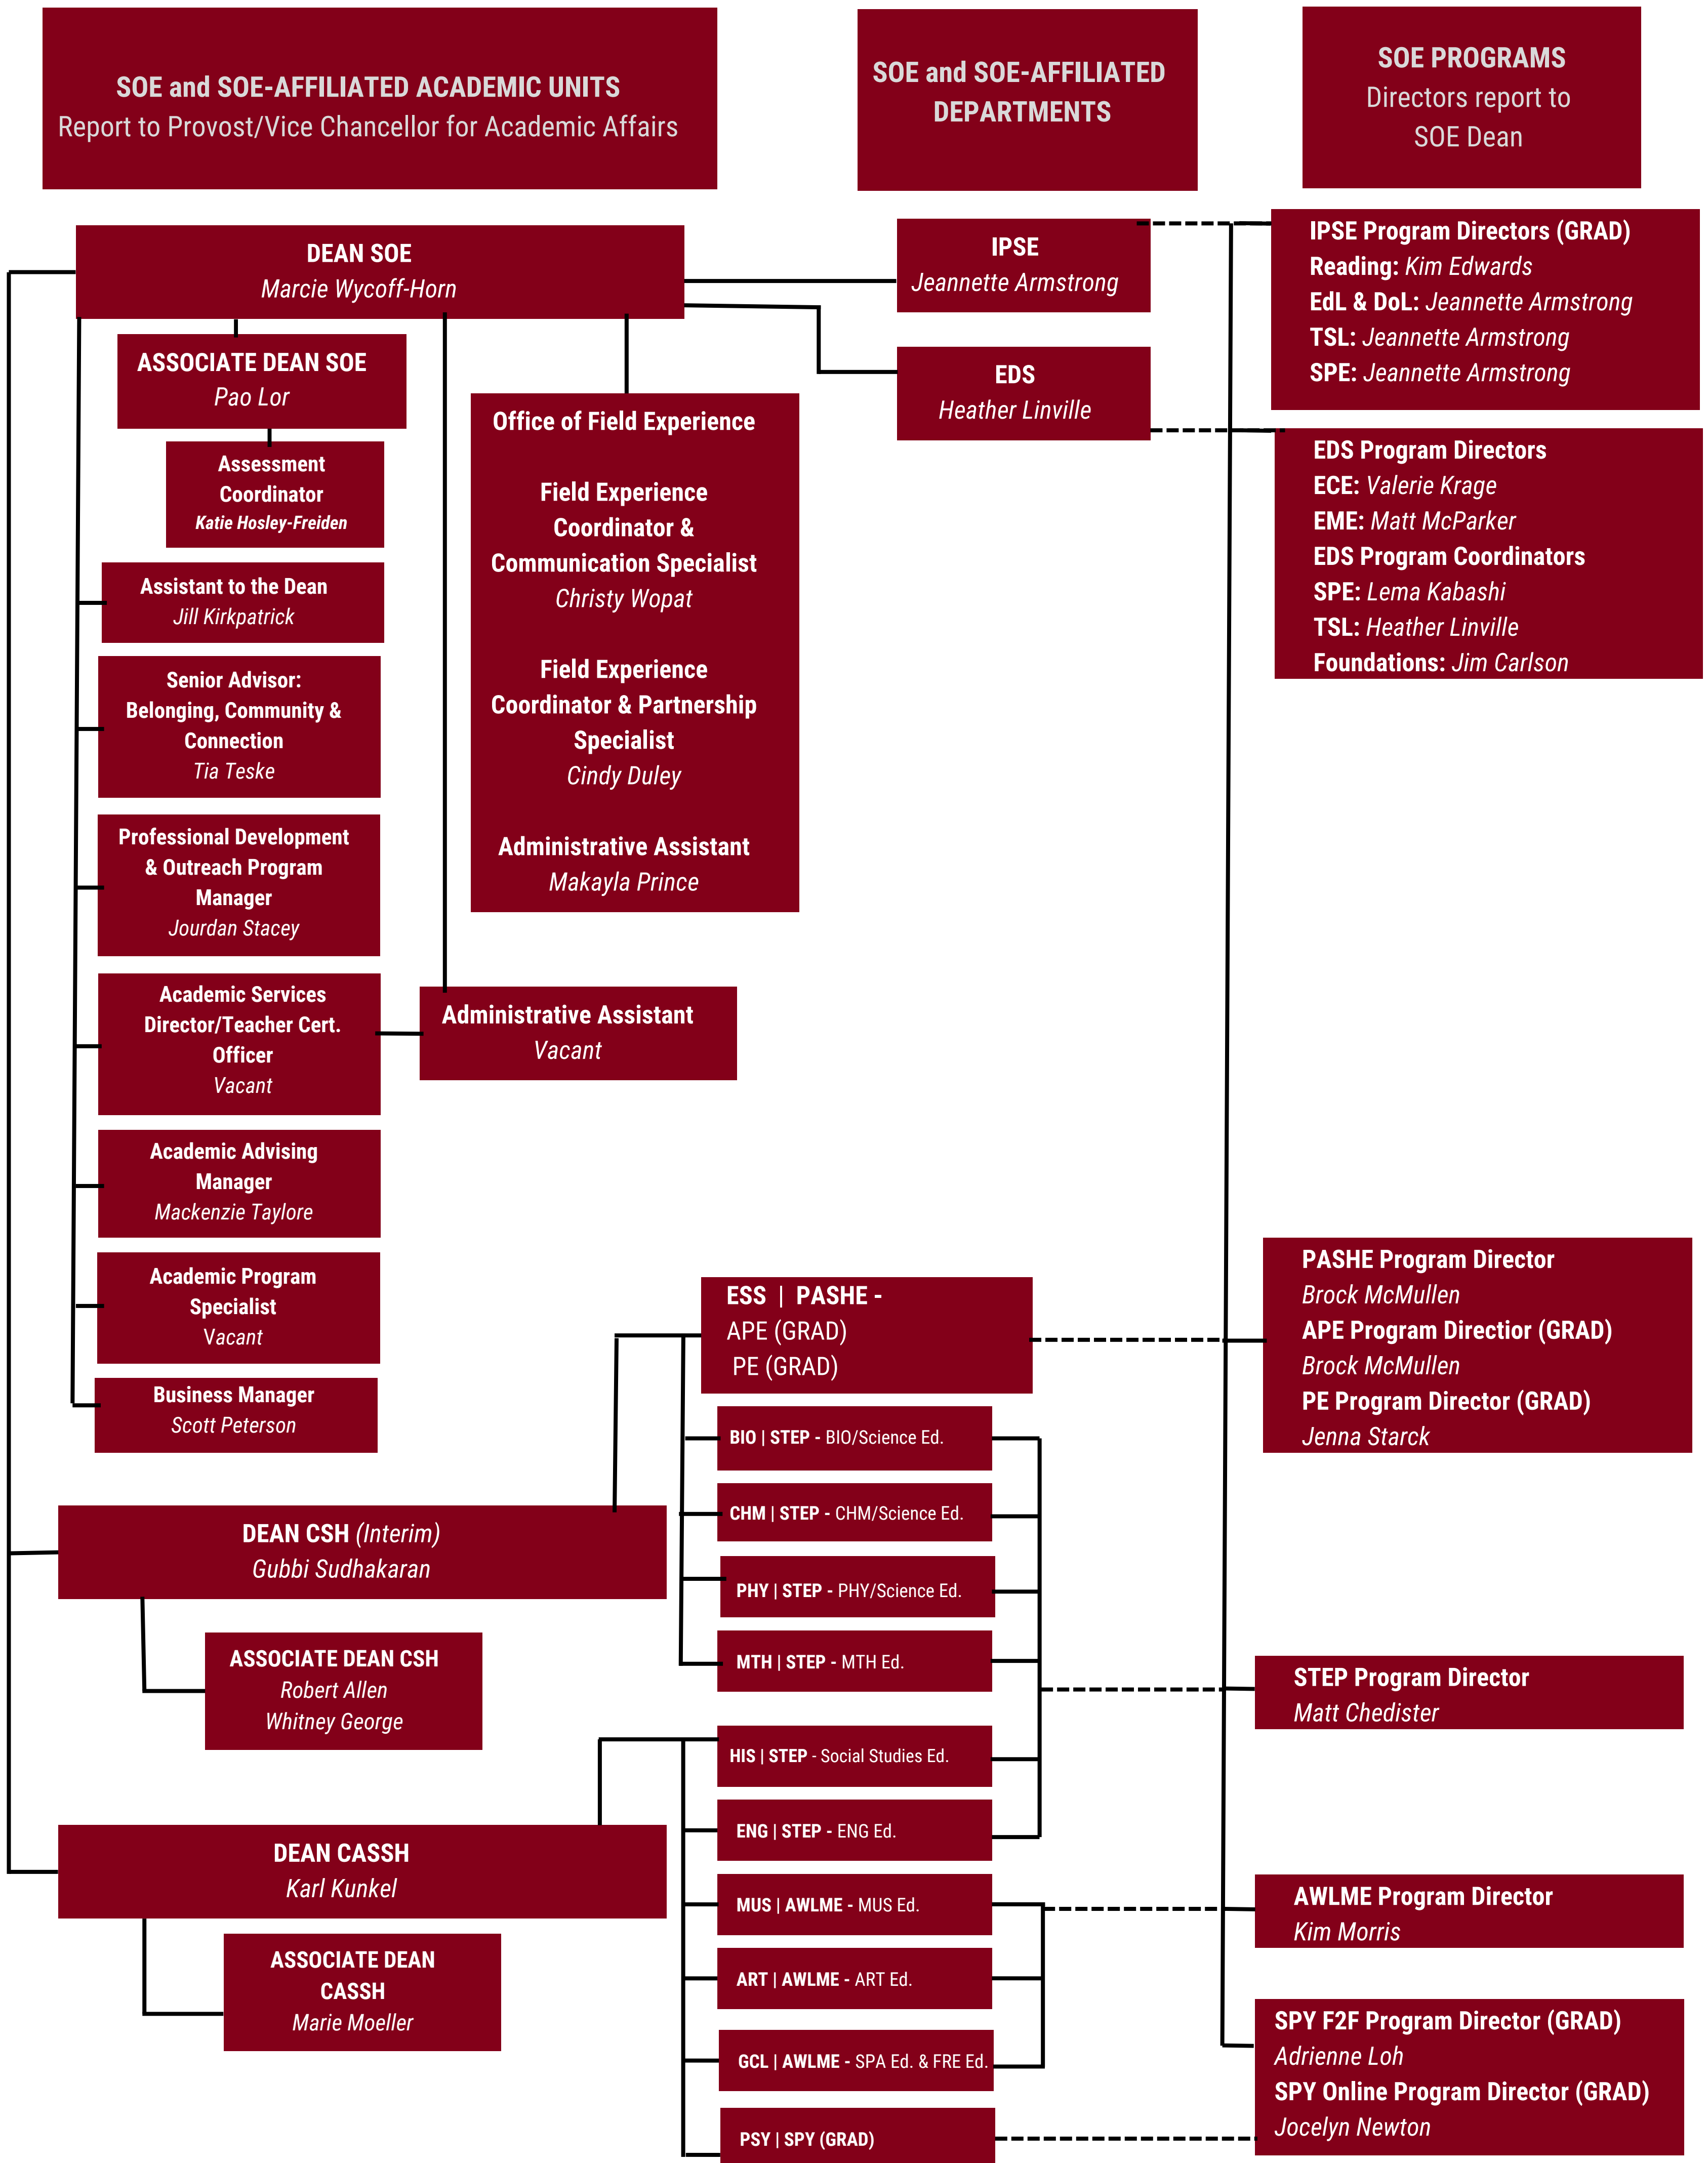 SOE and SOE-AFFILIATED ACADEMIC UNITS
Report to Provost/Vice Chancellor for Academic Affairs
SOE and SOE-AFFILIATED
DEPARTMENTS
SOE PROGRAMS
Directors report to
SOE Dean
DEAN SOE
Marcie Wycoff-Horn
ASSOCIATE DEAN SOE
Pao Lor
Assessment
Coordinator
Katie Hosley-Freiden
Assistant to the Dean
Jill Kirkpatrick
Senior Advisor:
Belonging, Community &
Connection
Tia Teske
Professional Development
& Outreach Program
Manager
Jourdan Stacey
Academic Services
Director/Teacher Cert.
Officer
Vacant
Academic Advising
Manager
Mackenzie Taylore
Academic Program
Specialist
Vacant
Business Manager
Scott Peterson
Office of Field Experience
Field Experience
Coordinator &
Communication Specialist
Christy Wopat
Field Experience
Coordinator & Partnership
Specialist
Cindy Duley
Administrative Assistant
Makayla Prince
Administrative Assistant
Vacant
IPSE
Jeannette Armstrong
EDS
Heather Linville
IPSE Program Directors (GRAD)
Reading: Kim Edwards
EdL & DoL: Jeannette Armstrong
TSL: Jeannette Armstrong
SPE: Jeannette Armstrong
EDS Program Directors
ECE: Valerie Krage
EME: Matt McParker
EDS Program Coordinators
SPE: Lema Kabashi
TSL: Heather Linville
Foundations: Jim Carlson
DEAN CSH (Interim)
Gubbi Sudhakaran
ASSOCIATE DEAN CSH
Robert Allen
Whitney George
DEAN CASSH
Karl Kunkel
ASSOCIATE DEAN
CASSH
Marie Moeller
ESS | PASHE -
APE (GRAD)
PE (GRAD)
BIO | STEP - BIO/Science Ed.
CHM | STEP - CHM/Science Ed.
PHY | STEP - PHY/Science Ed.
MTH | STEP - MTH Ed.
HIS | STEP - Social Studies Ed.
ENG | STEP - ENG Ed.
MUS | AWLME - MUS Ed.
ART | AWLME - ART Ed.
GCL | AWLME - SPA Ed. & FRE Ed.
PSY | SPY (GRAD)
PASHE Program Director
Brock McMullen
APE Program Directior (GRAD)
Brock McMullen
PE Program Director (GRAD)
Jenna Starck
STEP Program Director
Matt Chedister
AWLME Program Director
Kim Morris
SPY F2F Program Director (GRAD)
Adrienne Loh
SPY Online Program Director (GRAD)
Jocelyn Newton